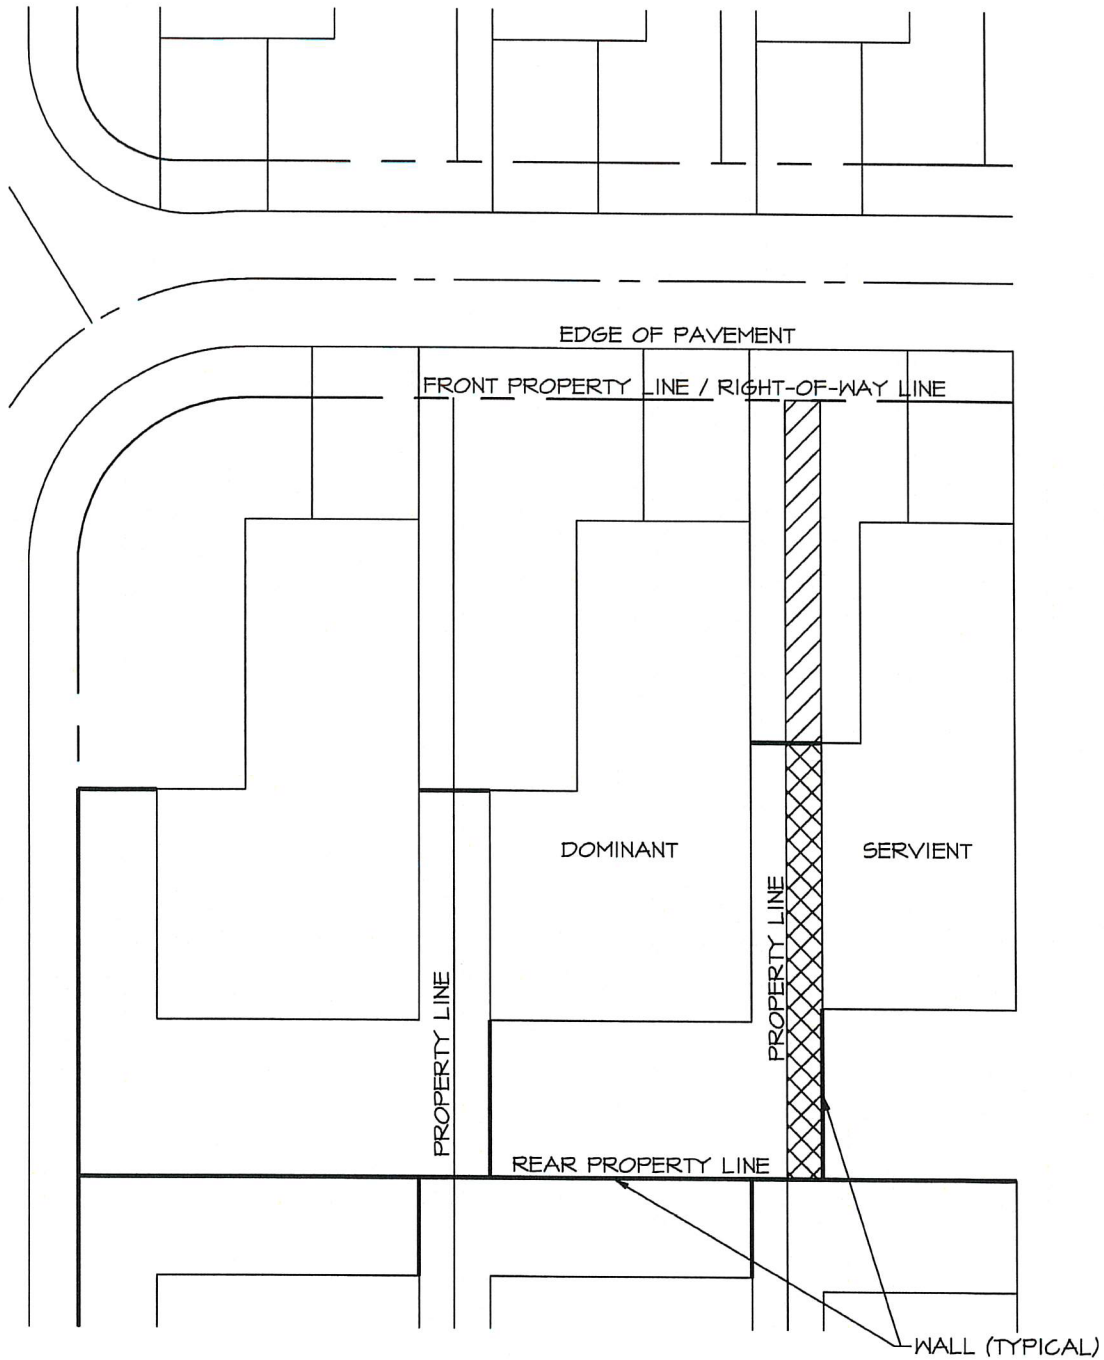 EDGE OF PAVEMENT
FRONT PROPERTY LINE / RIGHT-OF-WAY LINE
DOMINANT
SERVIENT
PROPERTY LINE
PROPERTY LINE
REAR PROPERTY LINE
WALL (TYPICAL)